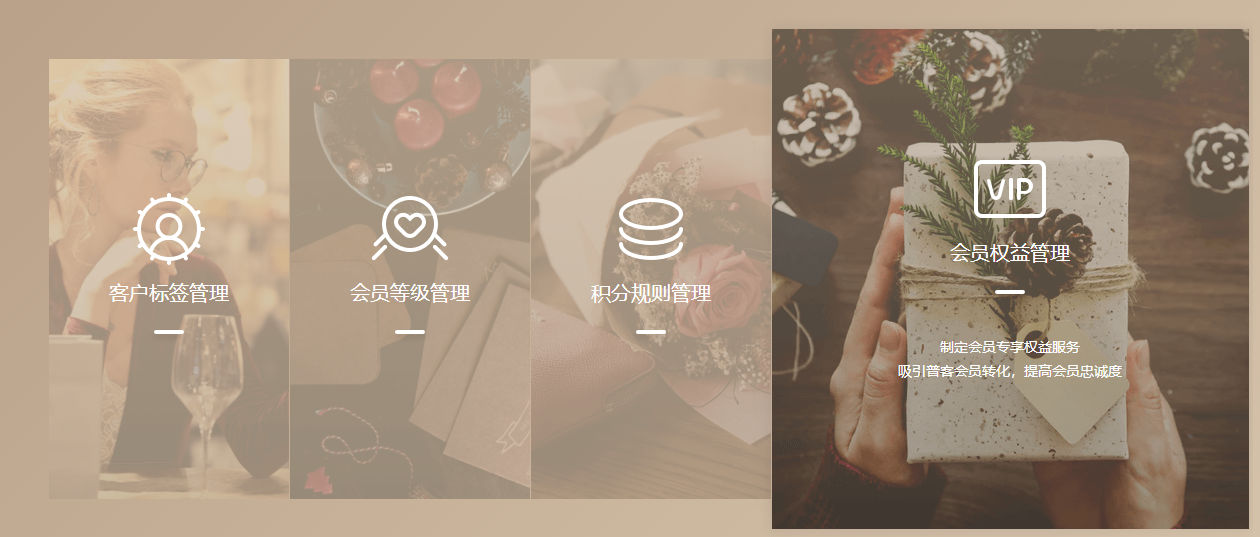 客户标签管理
会员等级管理
积分规则管理
VIP
会员权益管理
制定会员专享权益服务
吸引普客会员转化，提高会员忠诚度